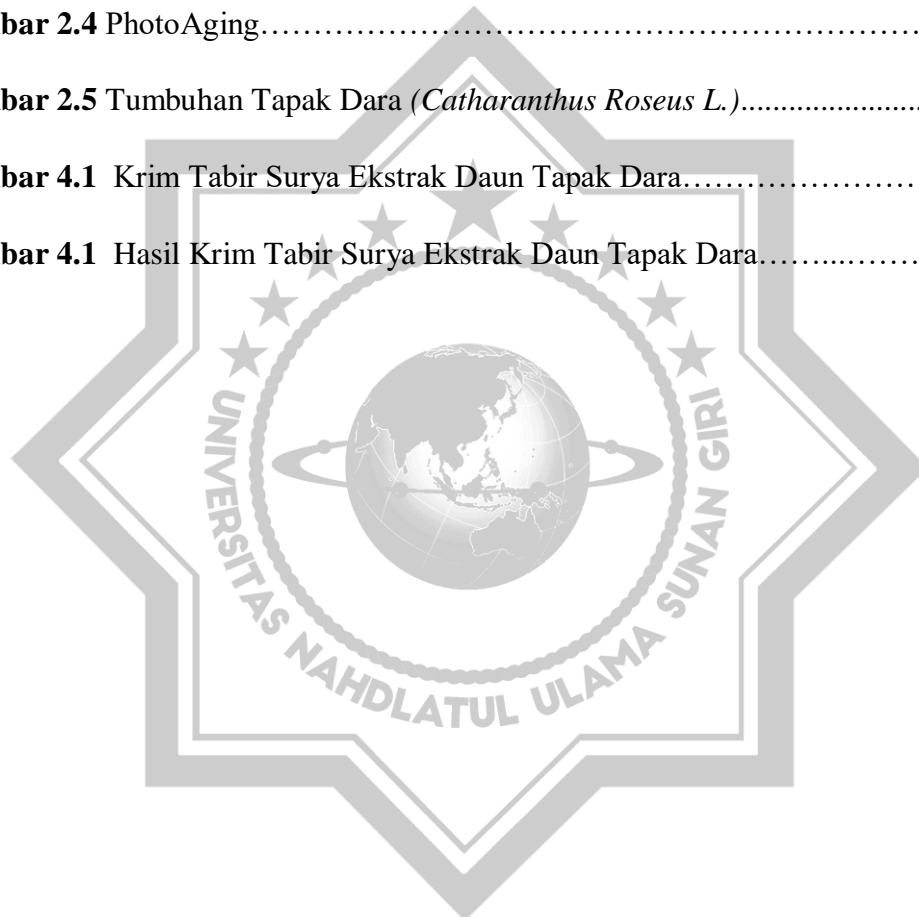 bar 2.4 PhotoAging……………………………………………………….
bar 2.5 Tumbuhan Tapak Dara (Catharanthus Roseus L.).......................
bar 4.1 Krim Tabir Surya Ekstrak Daun Tapak Dara………………….
bar 4.1 Hasil Krim Tabir Surya Ekstrak Daun Tapak Dara……...…….
UNIVERSITAS NAHDLATUL ULAMA SUNAN GIRI